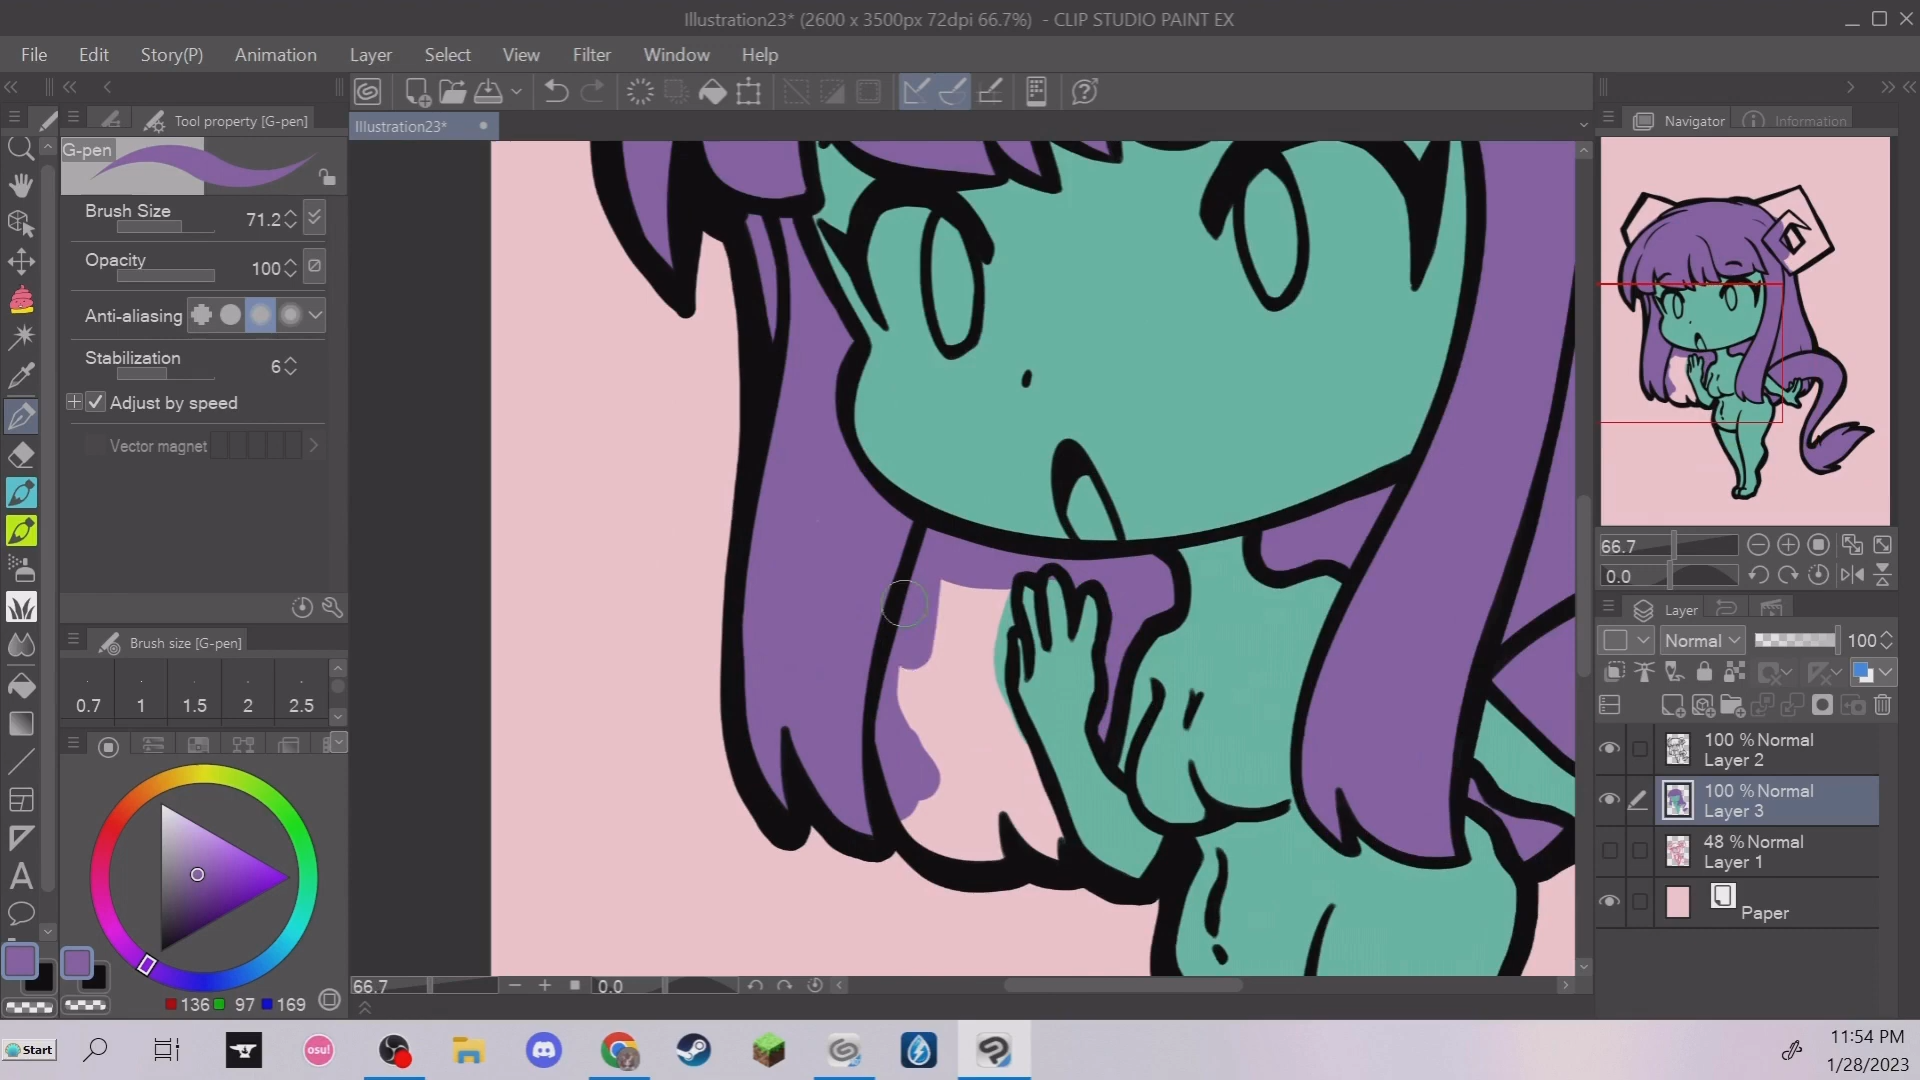 Illustration23* (2600 x 3500px 72dpi 66.7%) - CLIP STUDIO PAINT EX
File Edit Story(P) Animation Layer Select View Filter Window Help
Tool property [G-pen]
Illustration23*
Navigator Information
G-pen
Brush Size 71.2
Opacity 100
Anti-aliasing
Stabilization 6
Adjust by speed
Vector magnet
66.7
0.0
Layer
Normal 100
Brush size [G-pen]
0.7 1 1.5 2 2.5
100 % Normal
Layer 2
100 % Normal
Layer 3
48 % Normal
Layer 1
Paper
A
136 97 169
66.7 0.0
Start
osu!
11:54 PM
1/28/2023